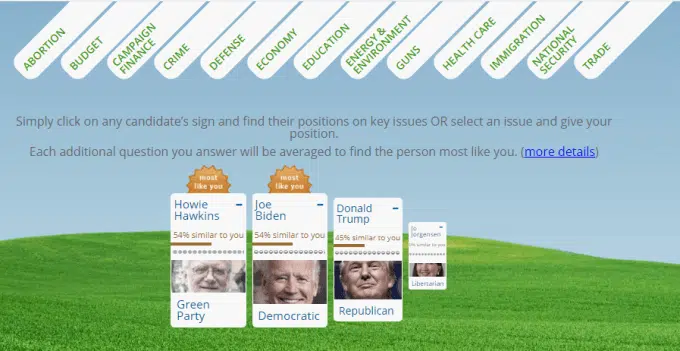 ABORTION
BUDGET
CAMPAIGN
FINANCE
CRIME
DEFENSE
ECONOMY
EDUCATION
ENERGY &
ENVIRONMENT
GUNS
HEALTH CARE
IMMIGRATION
NATIONAL
SECURITY
TRADE
Simply click on any candidate's sign and find their positions on key issues OR select an issue and give your
position.
Each additional question you answer will be averaged to find the person most like you. (more details)
most
like you
Howie
Hawkins
54% similar to you
Green
Party
most
like you
Joe
Biden
54% similar to you
Democratic
Donald
Trump
45% similar to you
Republican
Jo
Jorgensen
similar to you
Libertarian